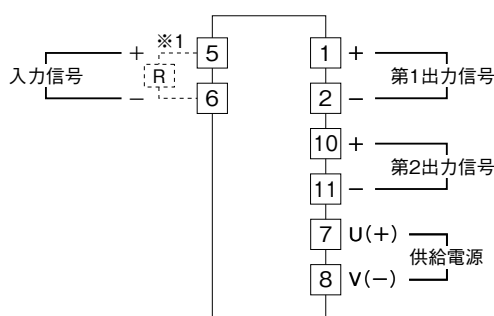 ※1
入力信号
+
R
−
5
6
1 +
2 −
第1出力信号
10 +
11 −
第2出力信号
7 U(+)
8 V(−)
供給電源